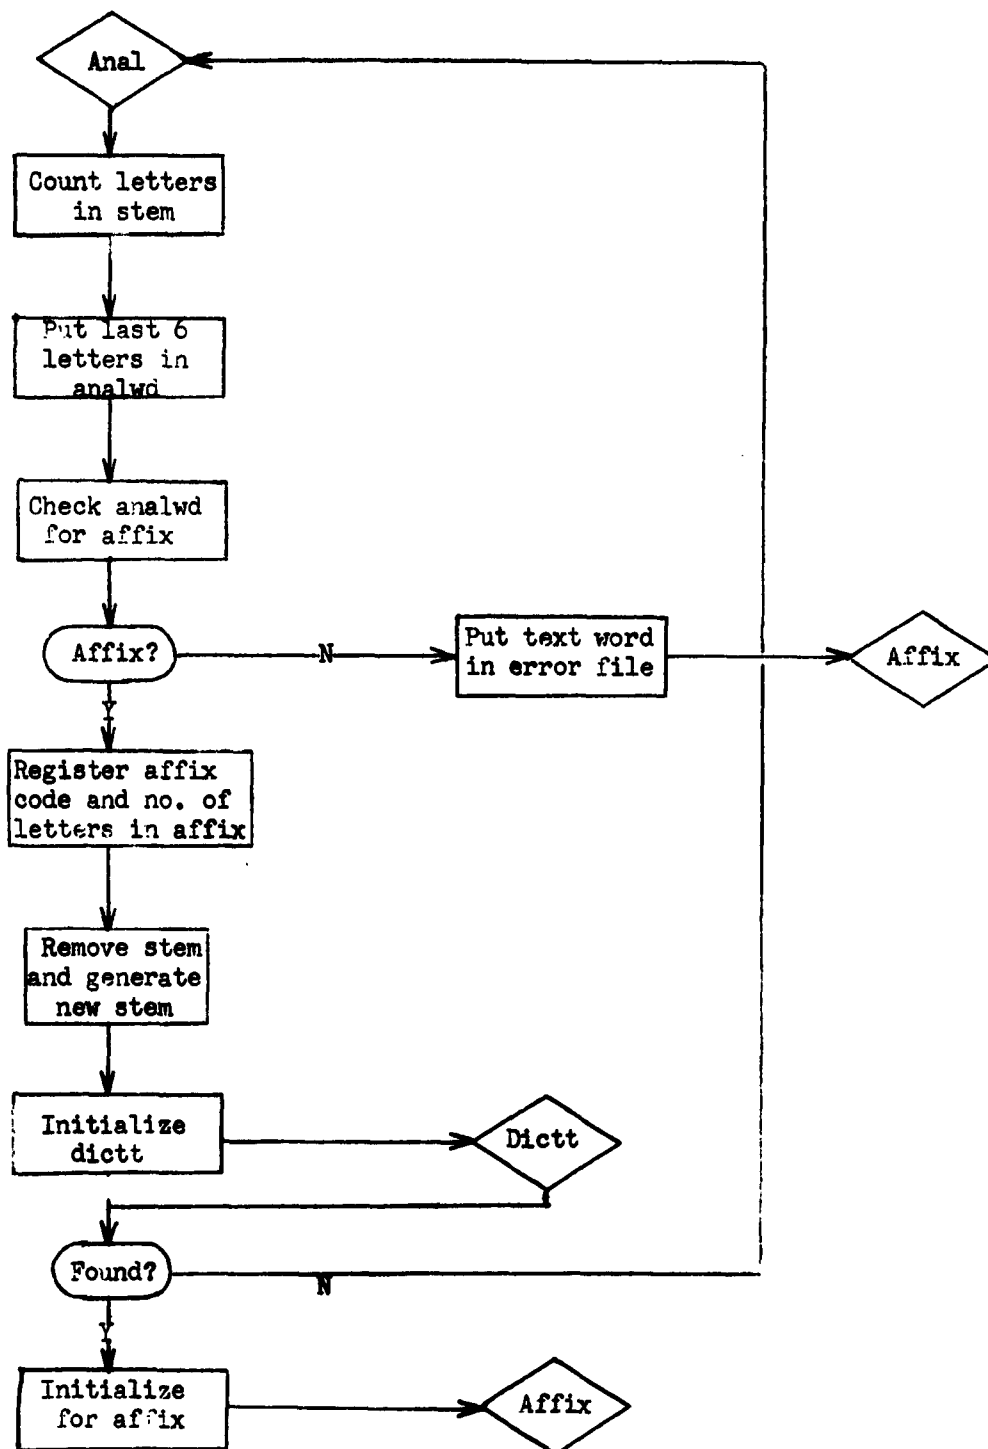 Anal
Count letters
in stem
Put last 6
letters in
analwd
Check analwd
for affix
Affix?
N
Put text word
in error file
Affix
Y
Register affix
code and no. of
letters in affix
Remove stem
and generate
new stem
Initialize
dictt
Dictt
Found?
N
Y
Initialize
for affix
Affix